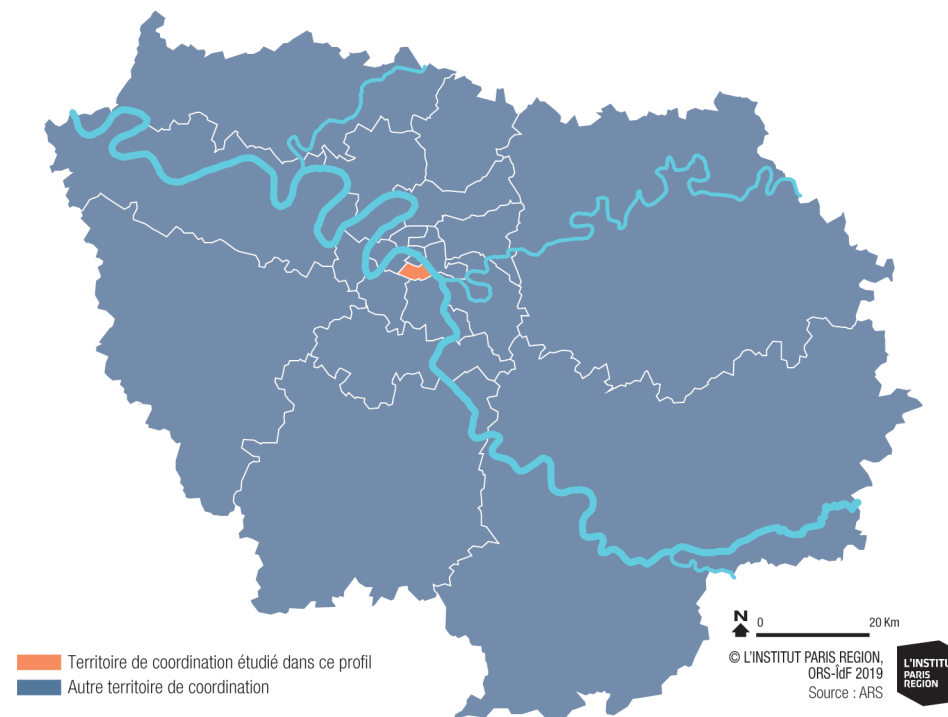 N
0 20 Km
Territoire de coordination étudié dans ce profil
Autre territoire de coordination
© L'INSTITUT PARIS REGION,
ORS-ÎdF 2019
Source : ARS
L'INSTITU
PARIS
REGION